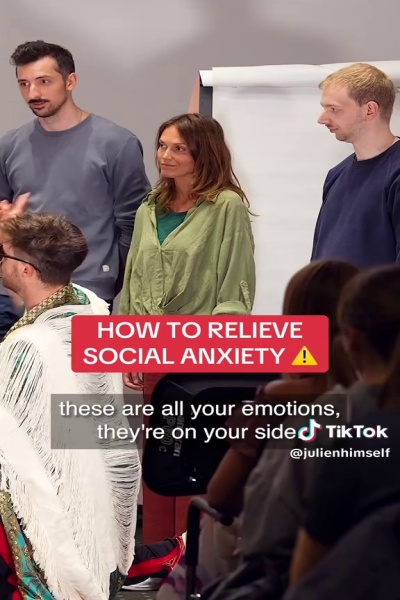 HOW TO RELIEVE
SOCIAL ANXIETY ⚠️
these are all your emotions,
they're on your side
TikTok
@julienhimself